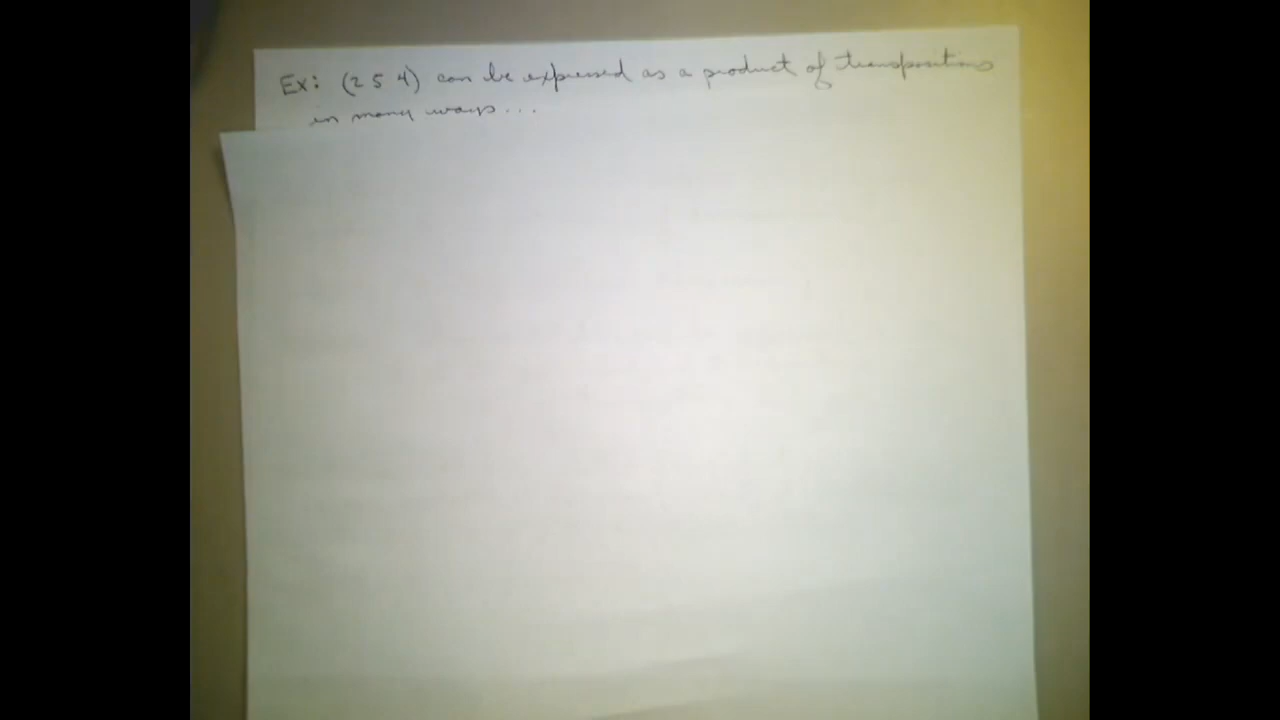 Ex: (2 5 4) can be expressed as a product of transpositions
in many ways...